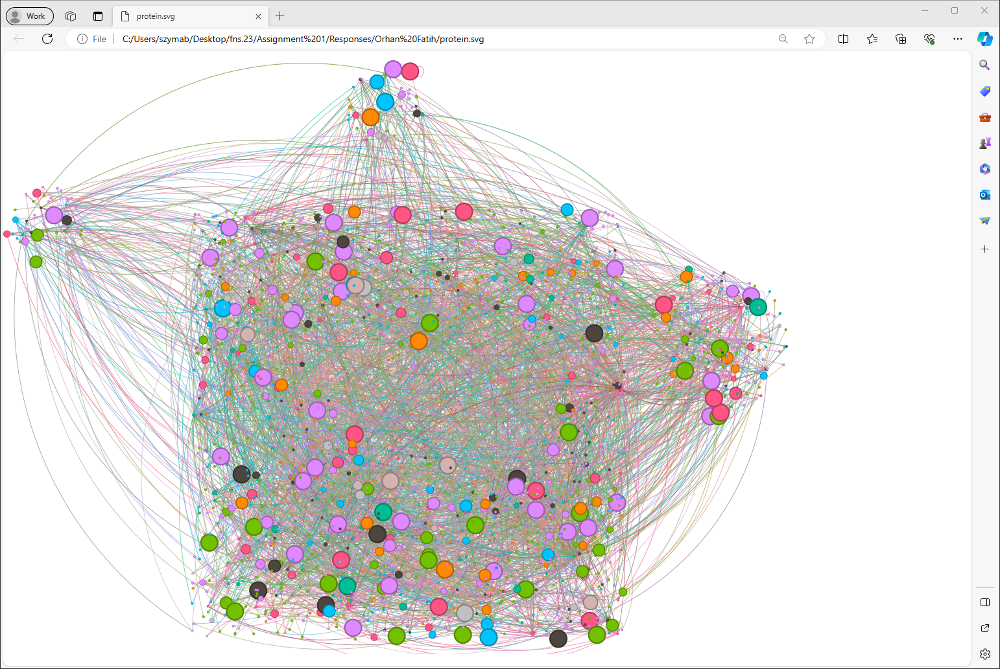 Work
protein.svg
File
C:/Users/szymab/Desktop/fns.23/Assignment%201/Responses/Orhan%20Fatih/protein.svg